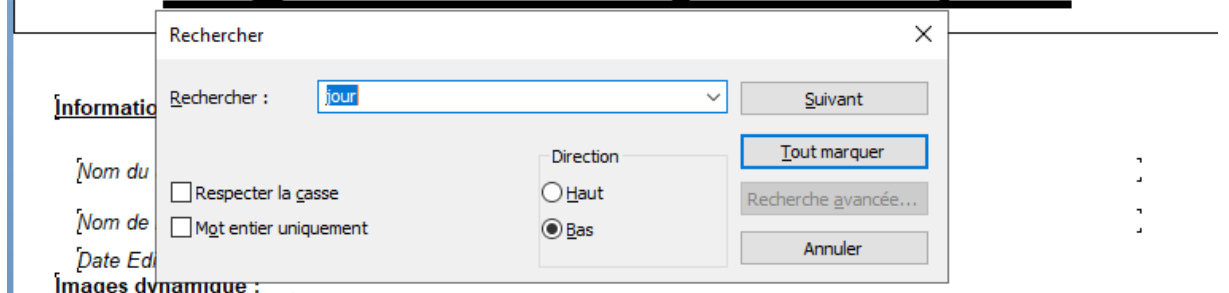 Rechercher
Rechercher :
jour
Suivant
Informatio
Direction
Tout marquer
Nom du
Respecter la casse
Haut
Recherche avancée...
Nom de
Mot entier uniquement
Bas
Date Edi
Annuler
Images dynamique :